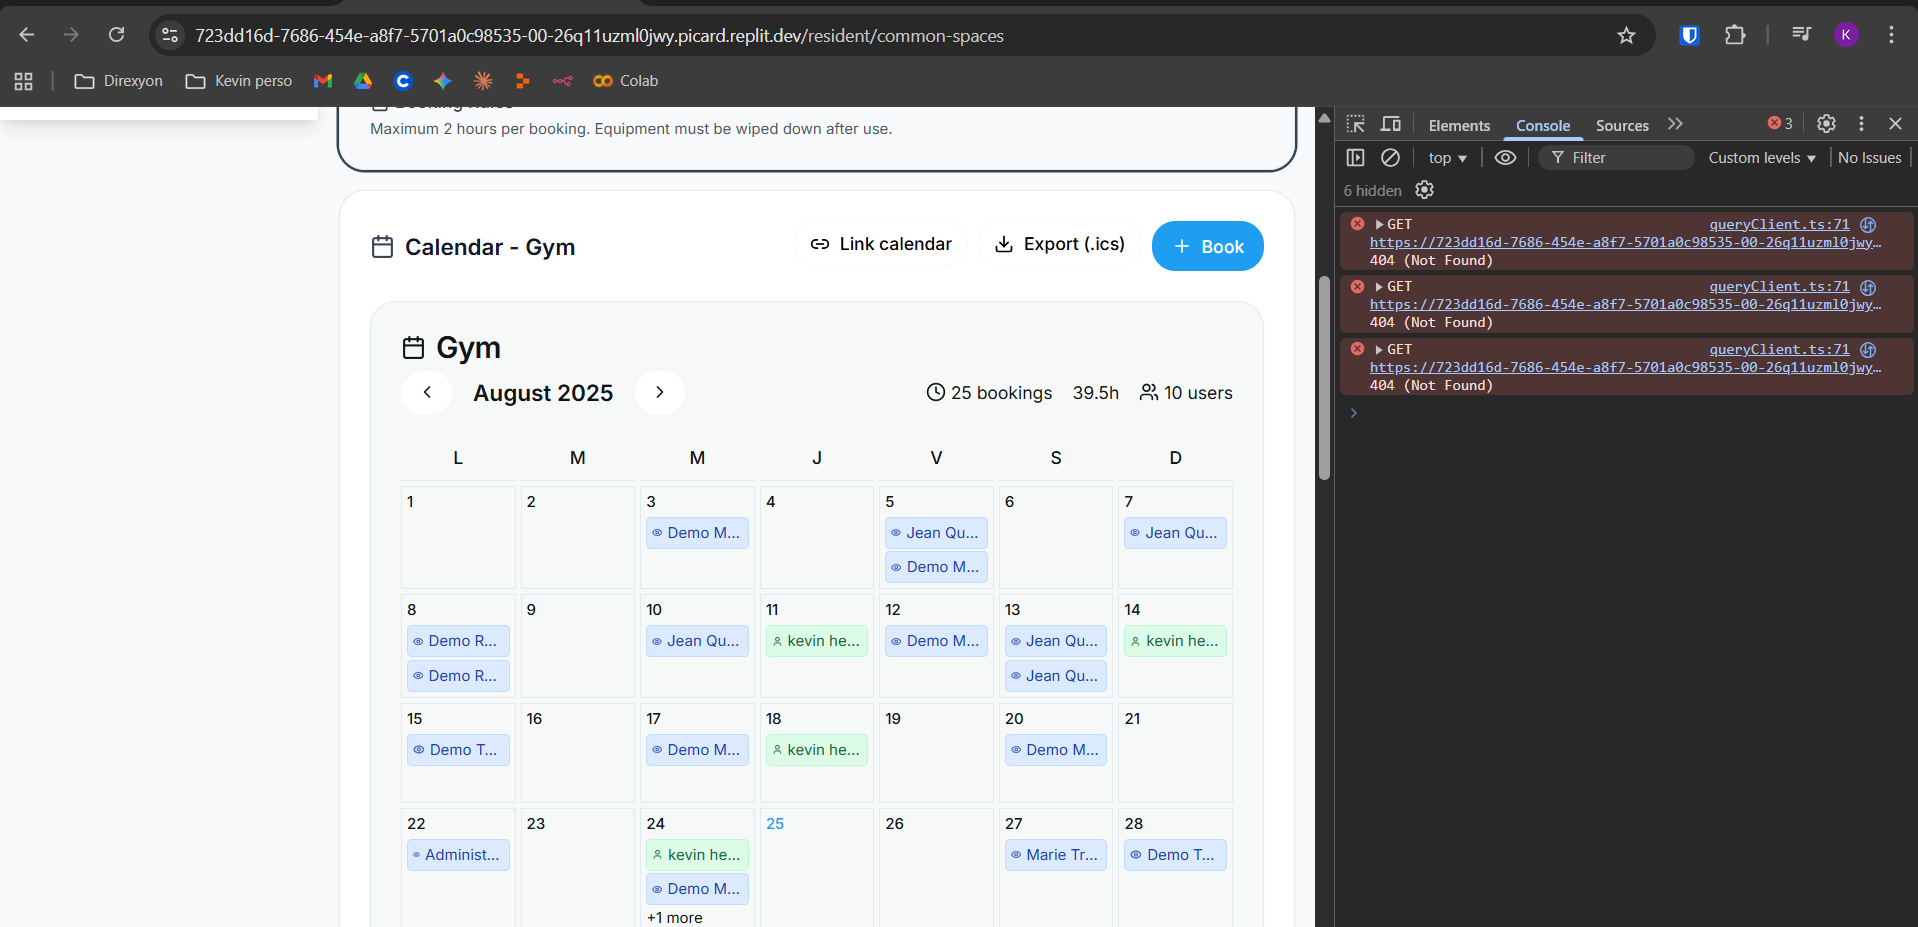 723dd16d-7686-454e-a8f7-5701a0c98535-00-26q11uzml0jwy.picard.replit.dev/resident/common-spaces
K
Direxyon
Kevin perso
Colab
Maximum 2 hours per booking. Equipment must be wiped down after use.
Calendar - Gym
Link calendar
Export (.ics)
+ Book
Gym
August 2025
25 bookings 39.5h 10 users
L M M J V S D
1 2 3 4 5 6 7
Demo M... Jean Qu... Jean Qu...
Demo M...
8 9 10 11 12 13 14
Demo R... Jean Qu... kevin he... Demo M... Jean Qu... kevin he...
Demo R... Jean Qu...
15 16 17 18 19 20 21
Demo T... Demo M... kevin he... Demo M...
22 23 24 25 26 27 28
Administ... kevin he... Marie Tr... Demo T...
Demo M...
+1 more
Elements Console Sources 3
top Filter Custom levels No Issues
6 hidden
GET queryClient.ts:71
https://723dd16d-7686-454e-a8f7-5701a0c98535-00-26q11uzml0jwy…
404 (Not Found)
GET queryClient.ts:71
https://723dd16d-7686-454e-a8f7-5701a0c98535-00-26q11uzml0jwy…
404 (Not Found)
GET queryClient.ts:71
https://723dd16d-7686-454e-a8f7-5701a0c98535-00-26q11uzml0jwy…
404 (Not Found)